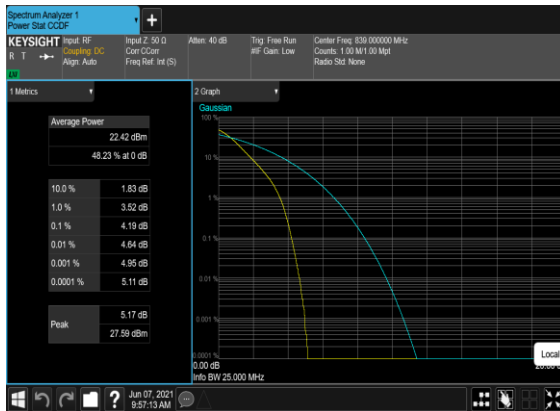 Spectrum Analyzer 1
Power Stat CCDF
KEYSIGHT
R T
Input: RF
Coupling: DC
Align: Auto
Input Z: 50 Ω
Corr CCorr
Freq Ref: Int (S)
Atten: 40 dB
Trig: Free Run
#IF Gain: Low
Center Freq: 839.000000 MHz
Counts: 1.00 M/1.00 Mpt
Radio Std: None
1 Metrics
Average Power
22.42 dBm
48.23 % at 0 dB
10.0 % 1.83 dB
1.0 % 3.52 dB
0.1 % 4.19 dB
0.01 % 4.64 dB
0.001 % 4.95 dB
0.0001 % 5.11 dB
Peak
5.17 dB
27.59 dBm
2 Graph
Gaussian
100 %
10 %
1 %
0.1 %
0.01 %
0.001 %
0.0001 %
0.00 dB
Info BW 25.000 MHz
Local
Jun 07, 2021
9:57:13 AM